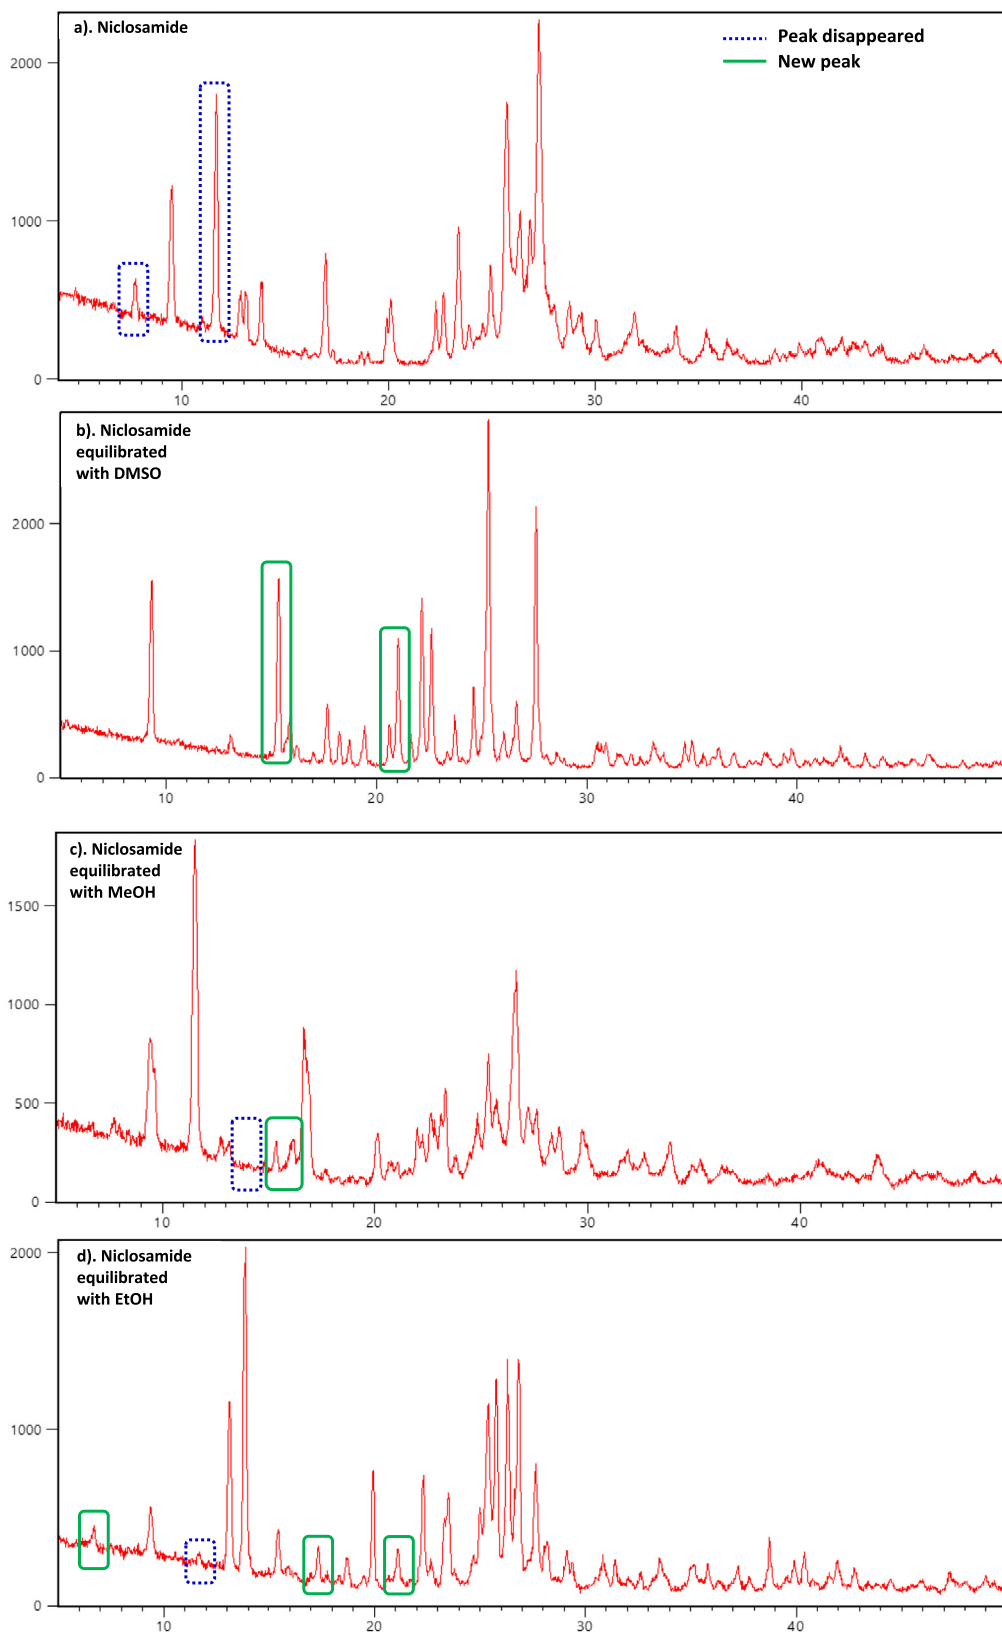 a). Niclosamide
Peak disappeared
New peak
2000
1000
0
10 20 30 40
b). Niclosamide
equilibrated
with DMSO
2000
1000
0
10 20 30 40
c). Niclosamide
equilibrated
with MeOH
1500
1000
500
0
10 20 30 40
d). Niclosamide
equilibrated
with EtOH
2000
1000
0
10 20 30 40